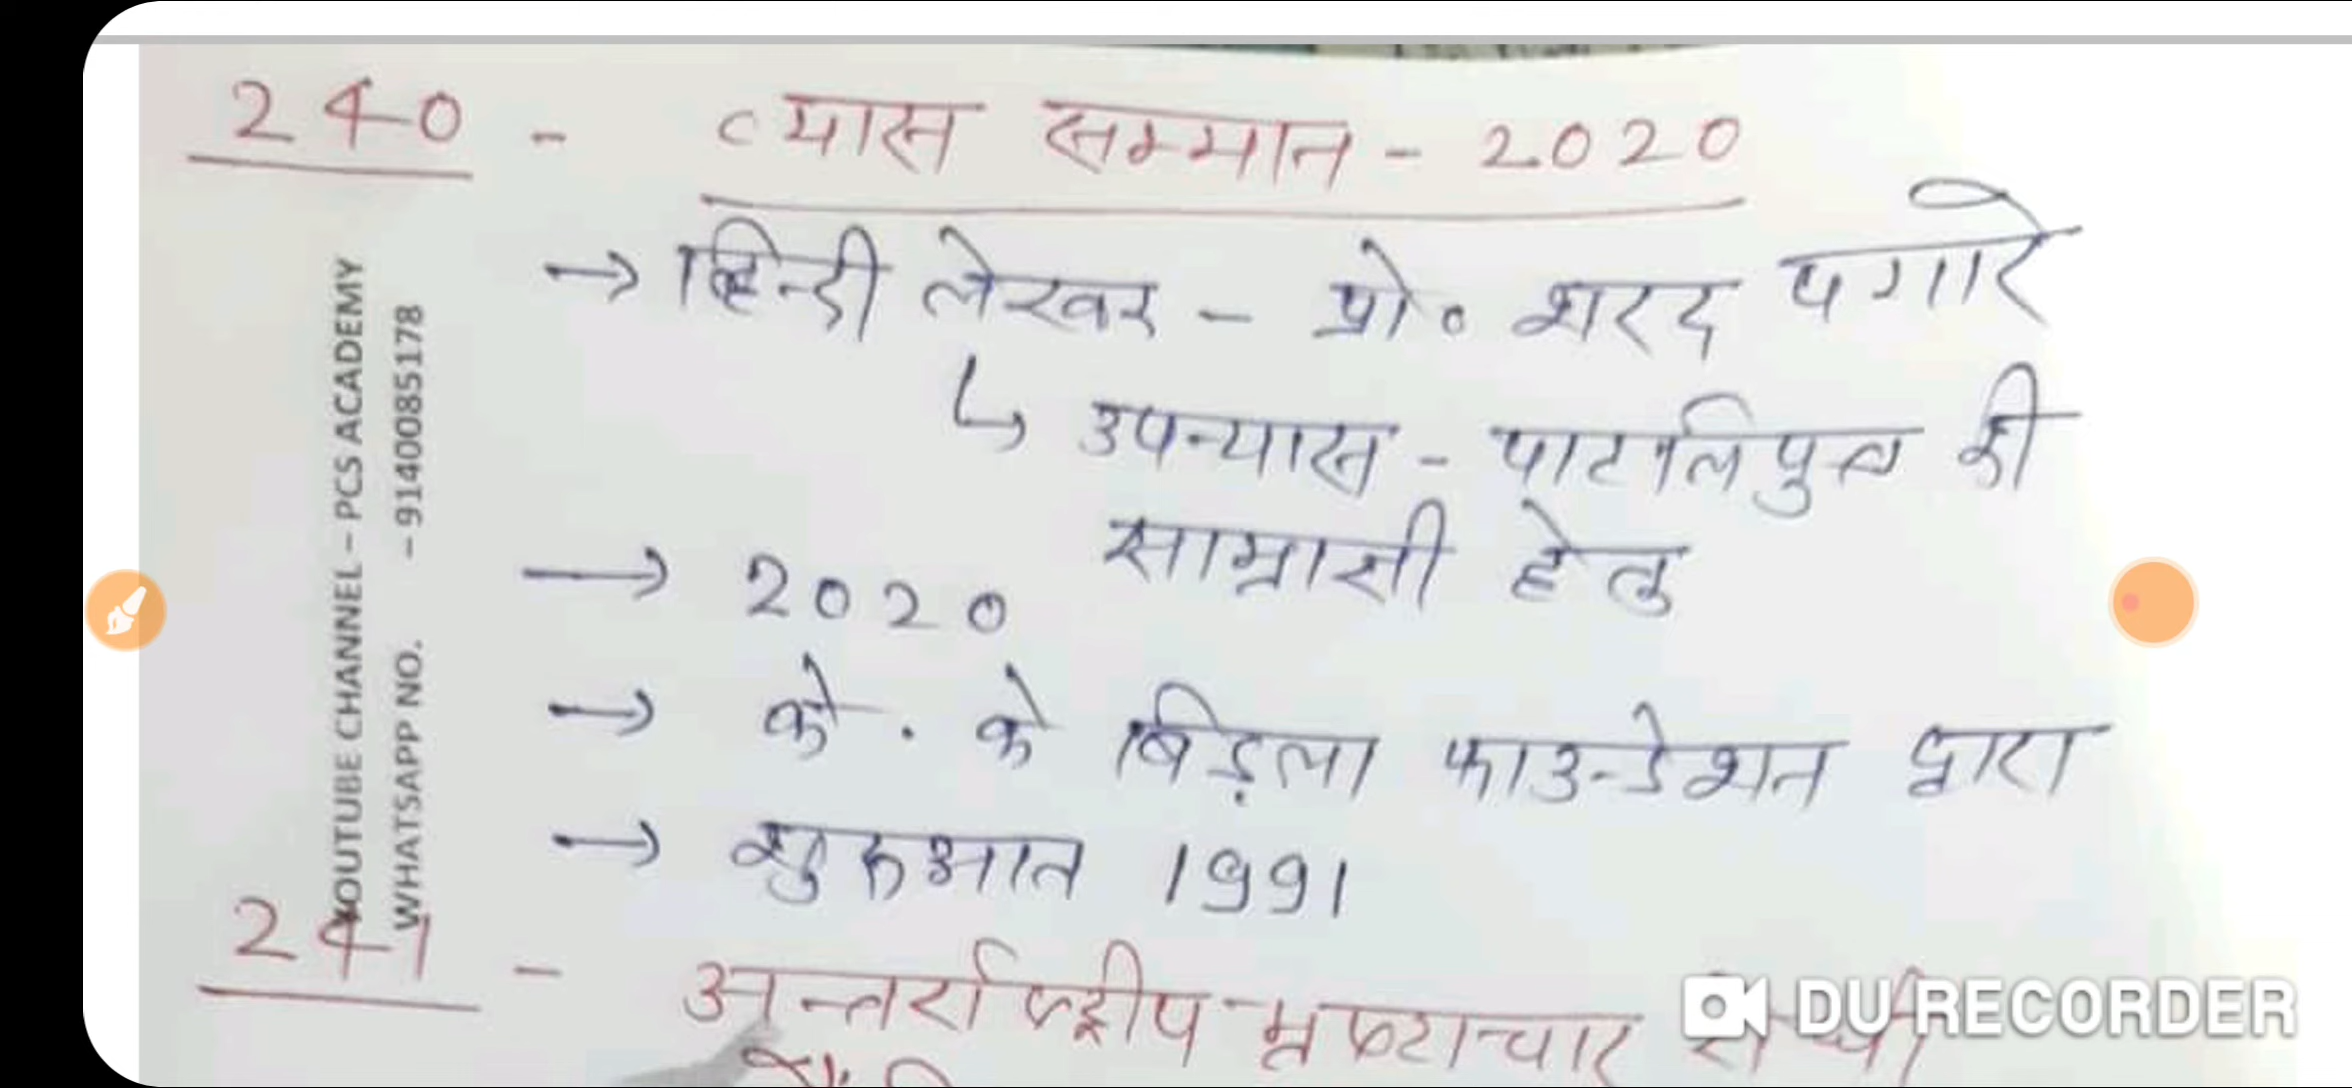 240 - व्यास सम्मान - 2020
→ हिन्दी लेखक - प्रो० शरद पगारे
↳ उपन्यास - पाटलिपुत्र की
साम्राज्ञी हेतु
→ 2020
→ के. के बिड़ला फाउन्डेशन द्वारा
→ शुरुआत 1991
241 - अन्तर्राष्ट्रीय भ्रष्टाचार रोधी
YOUTUBE CHANNEL - PCS ACADEMY
WHATSAPP NO. - 9140085178
DU RECORDER